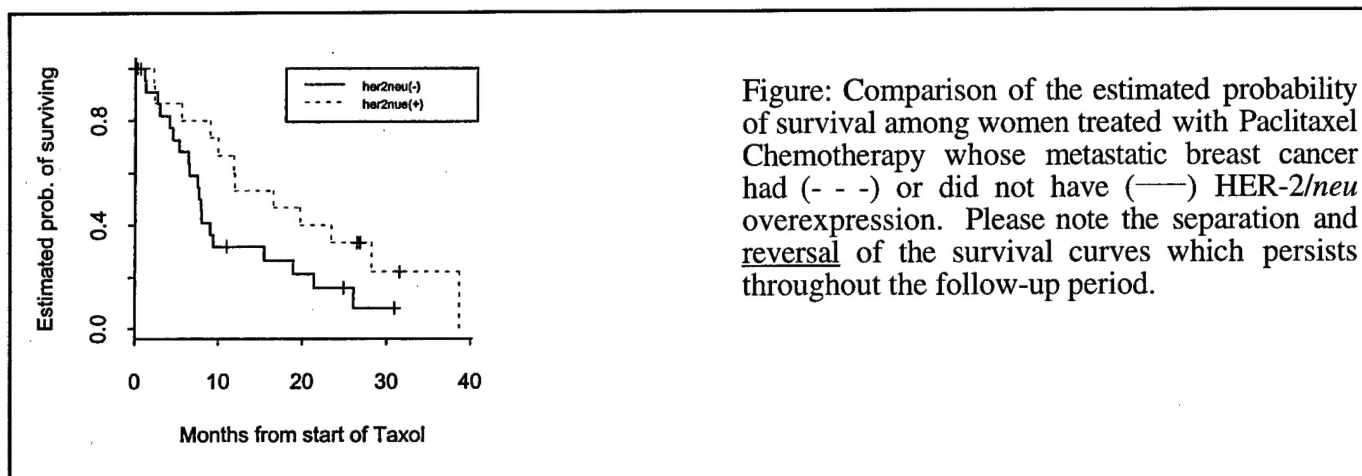 Estimated prob. of surviving
0.8
0.4
0.0
her2neu(-)
her2nue(+)
0 10 20 30 40
Months from start of Taxol
Figure: Comparison of the estimated probability
of survival among women treated with Paclitaxel
Chemotherapy whose metastatic breast cancer
had (- - -) or did not have (——) HER-2/neu
overexpression. Please note the separation and
reversal of the survival curves which persists
throughout the follow-up period.